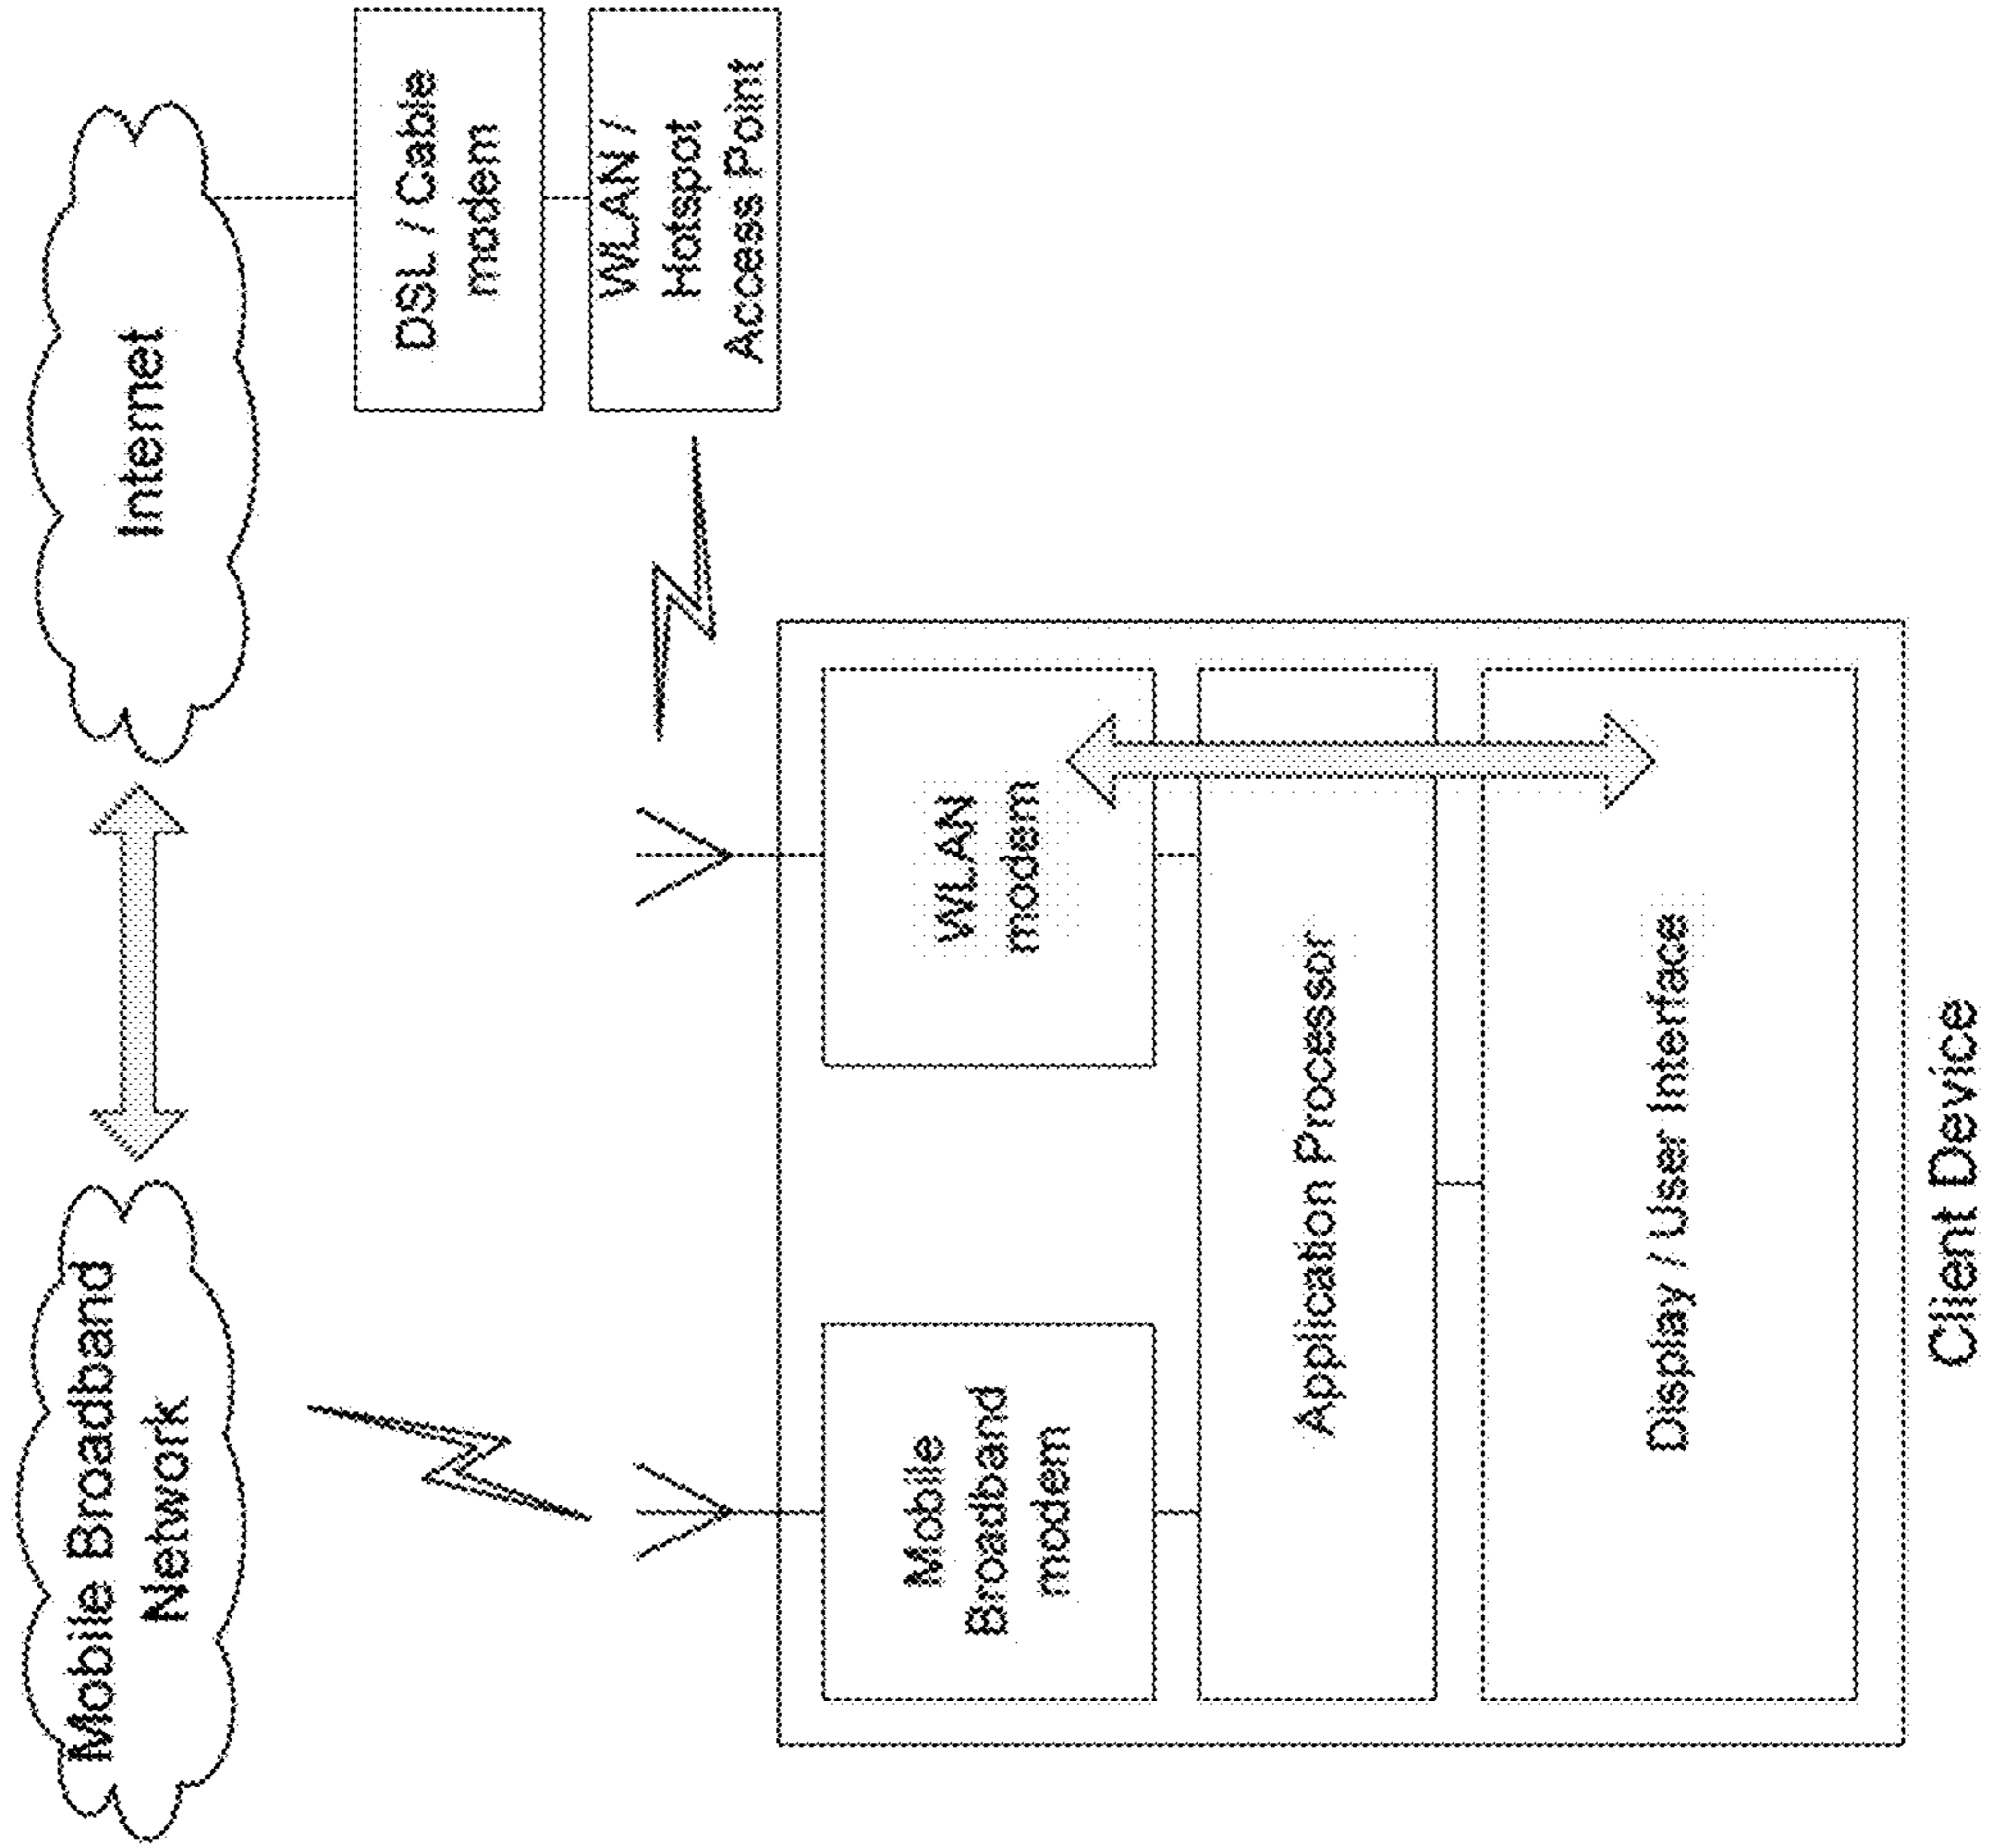 Mobile Broadband
Network
Internet
DSL / Cable
modem
WLAN /
Hotspot
Access Point
Mobile
Broadband
modem
WLAN
modem
Application Processor
Display / User Interface
Client Device